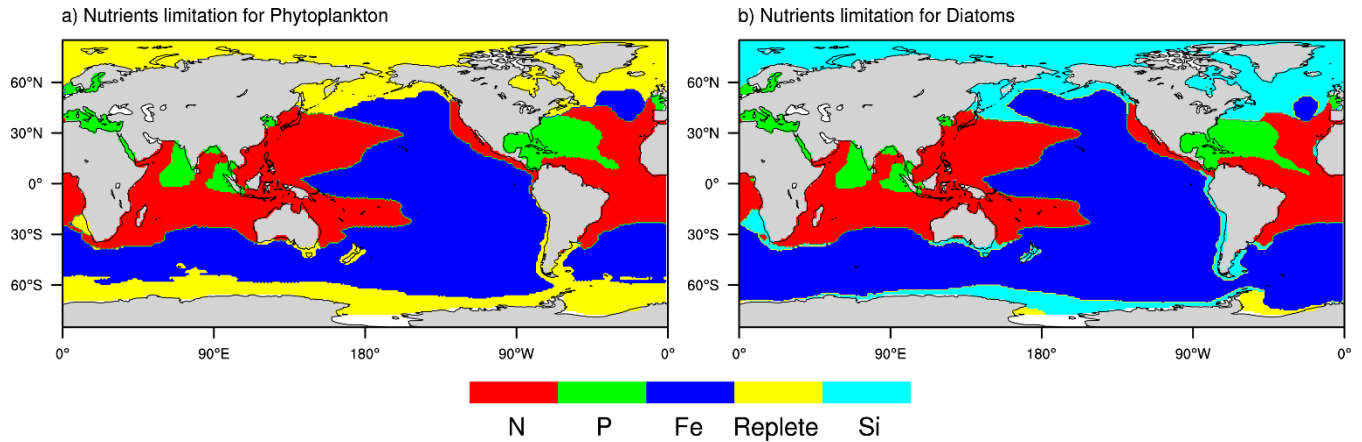 a) Nutrients limitation for Phytoplankton
b) Nutrients limitation for Diatoms
60°N
30°N
0°
30°S
60°S
0° 90°E 180° 90°W 0°
60°N
30°N
0°
30°S
60°S
0° 90°E 180° 90°W 0°
N P Fe Replete Si